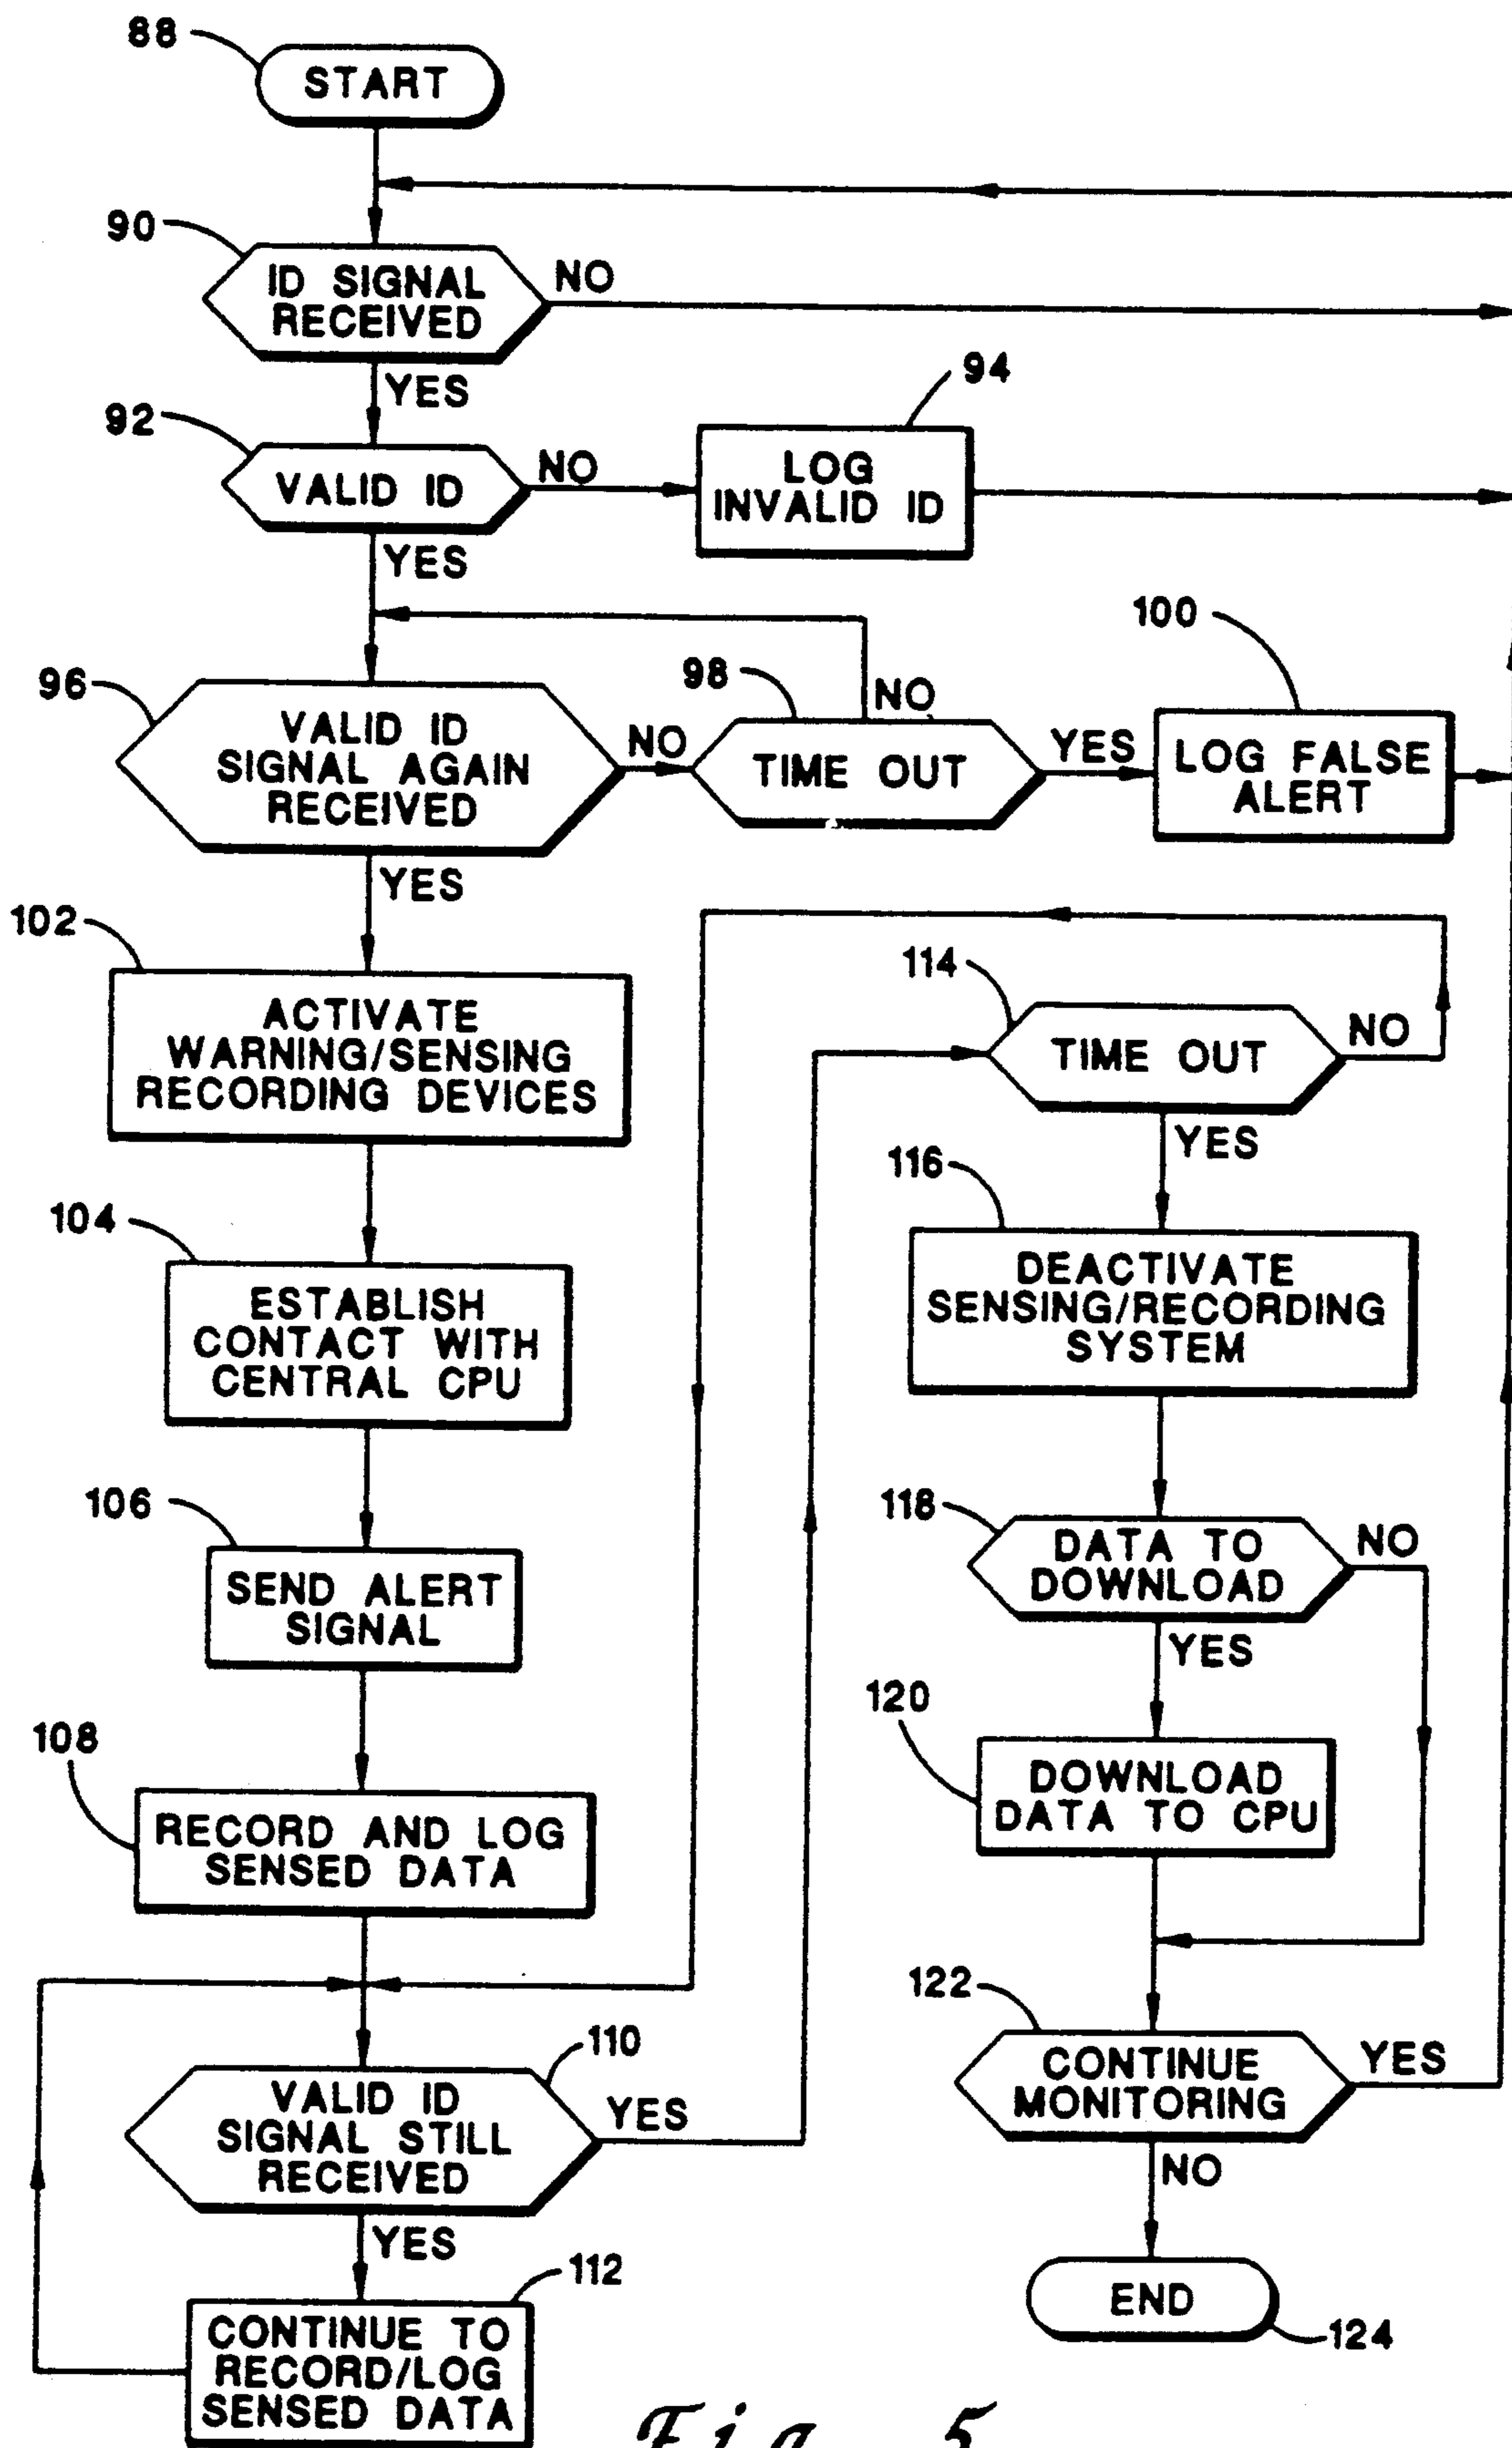 88
START
90
ID SIGNAL
RECEIVED
NO
YES
92
VALID ID
NO
94
LOG
INVALID ID
YES
96
VALID ID
SIGNAL AGAIN
RECEIVED
NO
98
NO
TIME OUT
YES
100
LOG FALSE
ALERT
YES
102
ACTIVATE
WARNING/SENSING
RECORDING DEVICES
104
ESTABLISH
CONTACT WITH
CENTRAL CPU
106
SEND ALERT
SIGNAL
108
RECORD AND LOG
SENSED DATA
110
VALID ID
SIGNAL STILL
RECEIVED
YES
YES
112
CONTINUE TO
RECORD/LOG
SENSED DATA
114
TIME OUT
NO
YES
116
DEACTIVATE
SENSING/RECORDING
SYSTEM
118
DATA TO
DOWNLOAD
NO
YES
120
DOWNLOAD
DATA TO CPU
122
CONTINUE
MONITORING
YES
NO
END
124
Fig. 5